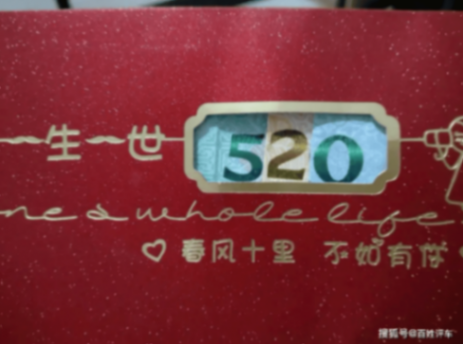 一生一世 520
one a whole life
春风十里 不如有你
搜狐号@百姓评车